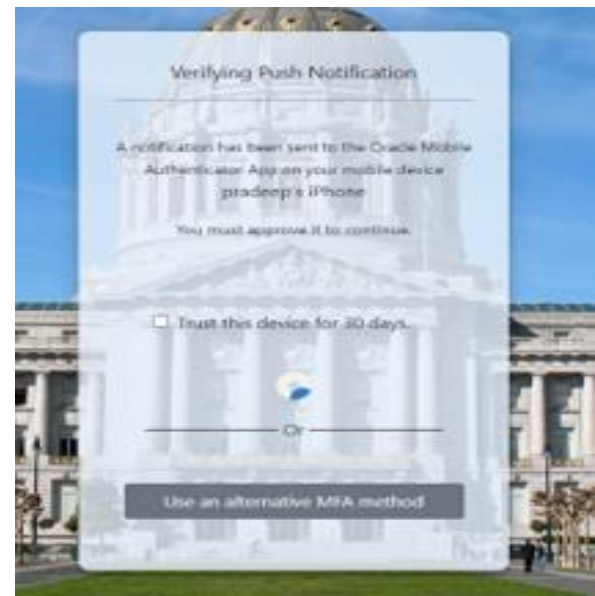 Verifying Push Notification
A notification has been sent to the Oracle Mobile
Authenticator App on your mobile device
pradeep's iPhone
You must approve it to continue.
Trust this device for 30 days.
Or
Use an alternative MFA method